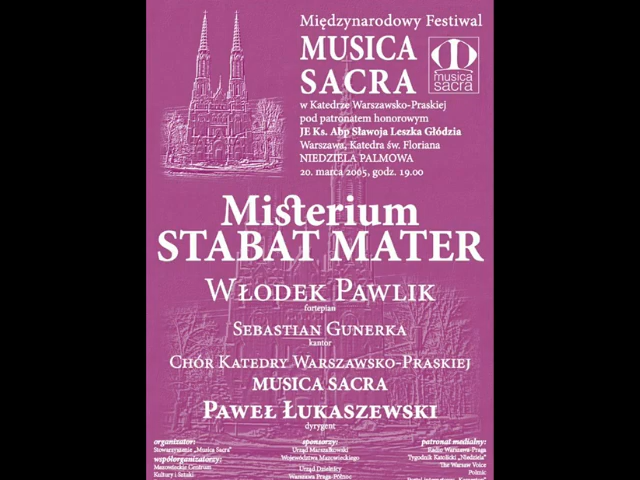 Międzynarodowy Festiwal
MUSICA
SACRA
musica
sacra
w Katedrze Warszawsko-Praskiej
pod patronatem honorowym
JE Ks. Abp Sławoja Leszka Głódzia
Warszawa, Katedra św. Floriana
NIEDZIELA PALMOWA
20. marca 2005, godz. 19.00
Misterium
STABAT MATER
WŁODEK PAWLIK
fortepian
SEBASTIAN GUNERKA
kantor
CHÓR KATEDRY WARSZAWSKO-PRASKIEJ
MUSICA SACRA
PAWEŁ ŁUKASZEWSKI
dyrygent
organizator:
Stowarzyszenie „Musica Sacra"
współorganizatorzy:
Mazowieckie Centrum
Kultury i Sztuki
sponsorzy:
Urząd Marszałkowski
Województwa Mazowieckiego
Urząd Dzielnicy
Warszawa Praga-Północ
patronat medialny:
Radio Warszawa-Praga
Tygodnik Katolicki „Niedziela"
The Warsaw Voice
Polmic